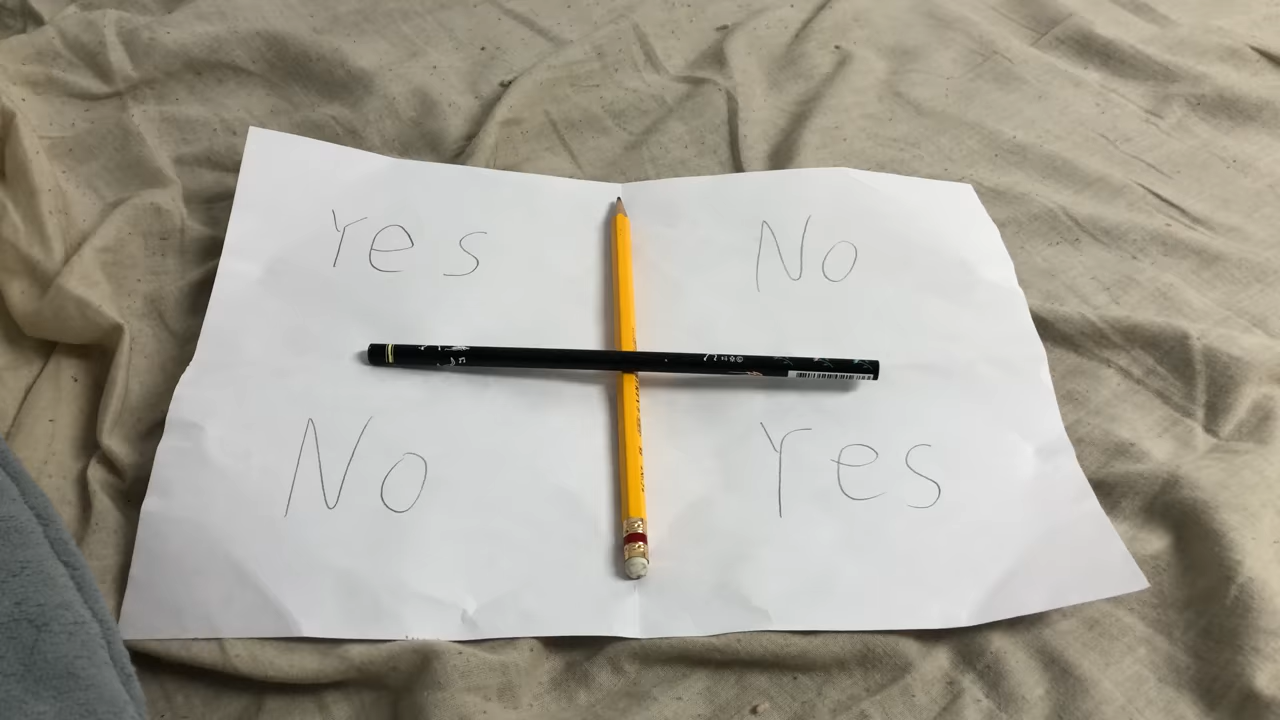 Yes No
No Yes